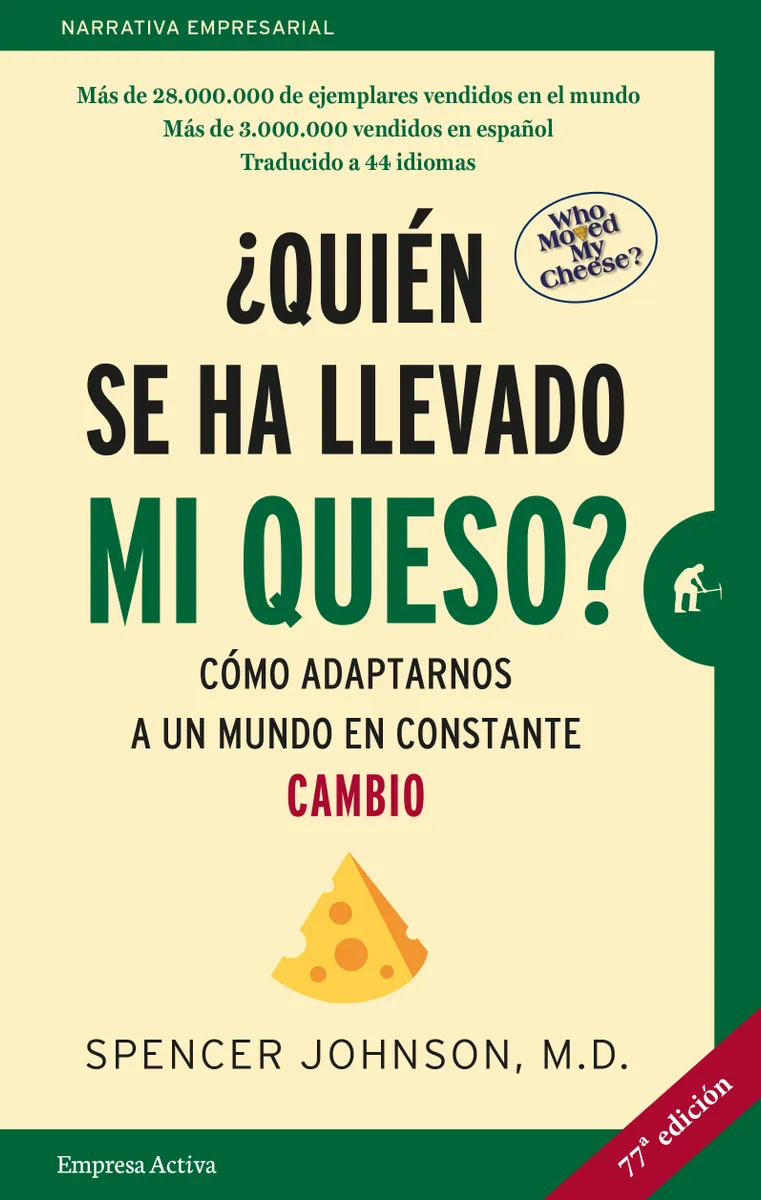 NARRATIVA EMPRESARIAL
Más de 28.000.000 de ejemplares vendidos en el mundo
Más de 3.000.000 vendidos en español
Traducido a 44 idiomas
Who
Moved
My
Cheese?
¿QUIÉN
SE HA LLEVADO
MI QUESO?
CÓMO ADAPTARNOS
A UN MUNDO EN CONSTANTE
CAMBIO
SPENCER JOHNSON, M.D.
77ª edición
Empresa Activa